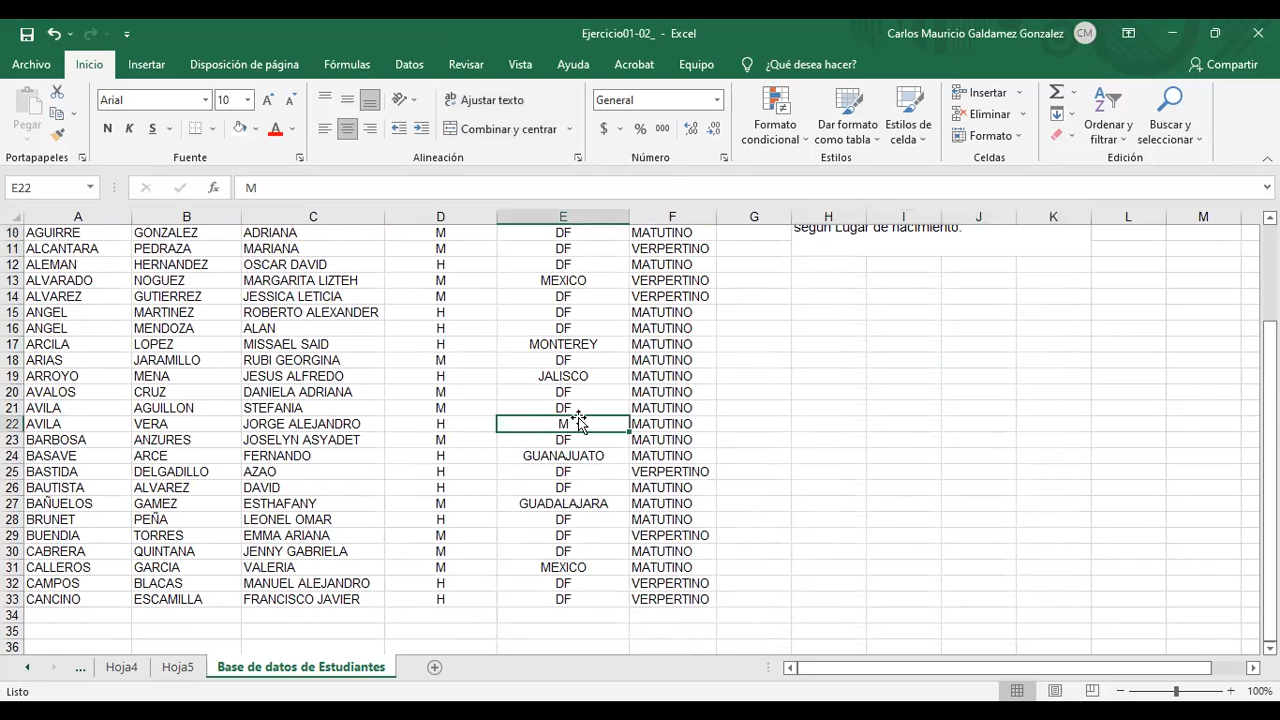 Ejercicio01-02_ - Excel
Carlos Mauricio Galdamez Gonzalez CM
Archivo Inicio Insertar Disposición de página Fórmulas Datos Revisar Vista Ayuda Acrobat Equipo ¿Qué desea hacer? Compartir
Pegar
Arial 10
N K S
Ajustar texto
Combinar y centrar
General
$ % 000
Formato condicional
Dar formato como tabla
Estilos de celda
Insertar
Eliminar
Formato
Ordenar y filtrar
Buscar y seleccionar
Portapapeles Fuente Alineación Número Estilos Celdas Edición
E22 fx M
A B C D E F G H I J K L M
según Lugar de nacimiento.
10 AGUIRRE GONZALEZ ADRIANA M DF MATUTINO
11 ALCANTARA PEDRAZA MARIANA M DF VERPERTINO
12 ALEMAN HERNANDEZ OSCAR DAVID H DF MATUTINO
13 ALVARADO NOGUEZ MARGARITA LIZTEH M MEXICO VERPERTINO
14 ALVAREZ GUTIERREZ JESSICA LETICIA M DF VERPERTINO
15 ANGEL MARTINEZ ROBERTO ALEXANDER H DF MATUTINO
16 ANGEL MENDOZA ALAN H DF MATUTINO
17 ARCILA LOPEZ MISSAEL SAID H MONTEREY MATUTINO
18 ARIAS JARAMILLO RUBI GEORGINA M DF MATUTINO
19 ARROYO MENA JESUS ALFREDO H JALISCO MATUTINO
20 AVALOS CRUZ DANIELA ADRIANA M DF MATUTINO
21 AVILA AGUILLON STEFANIA M DF MATUTINO
22 AVILA VERA JORGE ALEJANDRO H M MATUTINO
23 BARBOSA ANZURES JOSELYN ASYADET M DF MATUTINO
24 BASAVE ARCE FERNANDO H GUANAJUATO MATUTINO
25 BASTIDA DELGADILLO AZAO H DF VERPERTINO
26 BAUTISTA ALVAREZ DAVID H DF MATUTINO
27 BAÑUELOS GAMEZ ESTHAFANY M GUADALAJARA MATUTINO
28 BRUNET PEÑA LEONEL OMAR H DF MATUTINO
29 BUENDIA TORRES EMMA ARIANA M DF VERPERTINO
30 CABRERA QUINTANA JENNY GABRIELA M DF MATUTINO
31 CALLEROS GARCIA VALERIA M MEXICO MATUTINO
32 CAMPOS BLACAS MANUEL ALEJANDRO H DF VERPERTINO
33 CANCINO ESCAMILLA FRANCISCO JAVIER H DF VERPERTINO
34
35
36
... Hoja4 Hoja5 Base de datos de Estudiantes
Listo 100%